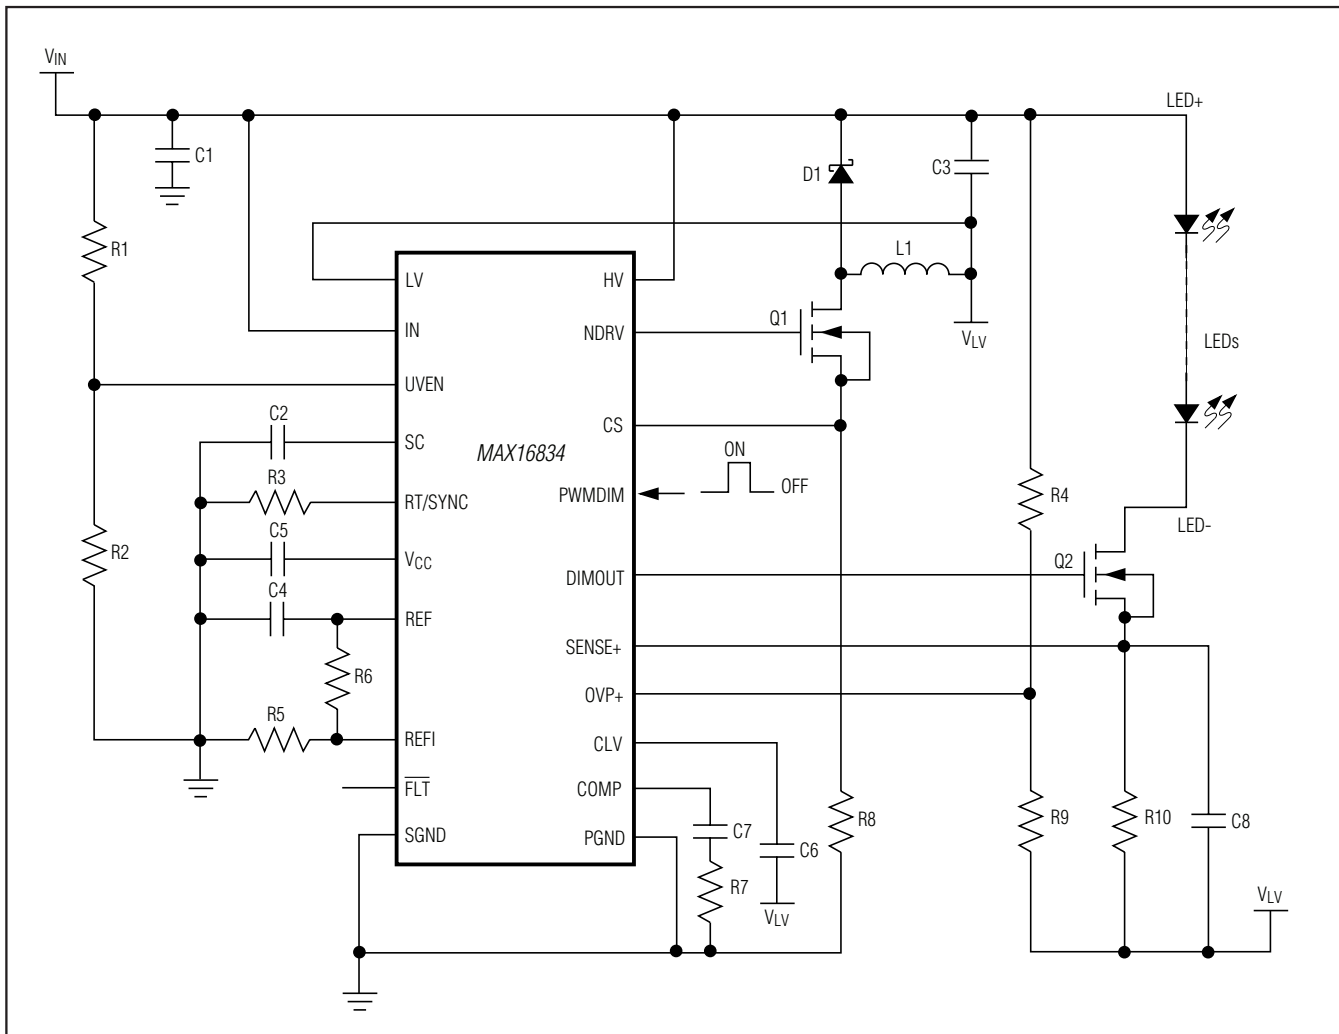 VIN
LED+
C1
D1
C3
R1
L1
LV
HV
Q1
IN
NDRV
VLV
LEDs
UVEN
C2
CS
ON
SC
MAX16834
R3
PWMDIM
OFF
R4
RT/SYNC
LED-
C5
R2
VCC
Q2
C4
DIMOUT
REF
SENSE+
R6
OVP+
R5
REFI
CLV
FLT
COMP
C7
R8
R9
R10
C8
SGND
PGND
C6
R7
VLV
VLV